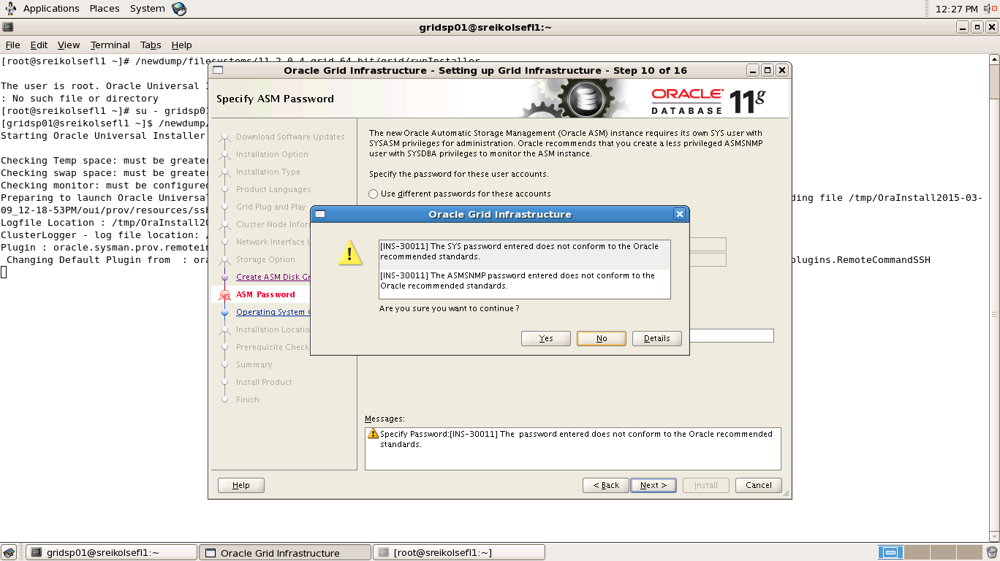 Applications Places System 12:27 PM
gridsp01@sreikolsefl1:~
File Edit View Terminal Tabs Help
[root@sreikolsefl1 ~]# /newdump/filesystems/11.2.0.4_grid_64_bit/grid/runInstaller
The user is root. Oracle Universal I
: No such file or directory
[root@sreikolsefl1 ~]# su - gridsp01
[gridsp01@sreikolsefl1 ~]$ /newdump/
Starting Oracle Universal Installer
Checking Temp space: must be greater
Checking swap space: must be greater
Checking monitor: must be configured
Preparing to launch Oracle Universal
ding file /tmp/OraInstall2015-03-
09_12-18-53PM/oui/prov/resources/ssh
Logfile Location : /tmp/OraInstall20
ClusterLogger - log file location: /
Plugin : oracle.sysman.prov.remotein
Changing Default Plugin from : ora
plugins.RemoteCommandSSH
Oracle Grid Infrastructure - Setting up Grid Infrastructure - Step 10 of 16
Specify ASM Password
ORACLE
DATABASE 11g
Download Software Updates
Installation Option
Installation Type
Product Languages
Grid Plug and Play
Cluster Node Infor
Network Interface U
Storage Option
Create ASM Disk Gr
ASM Password
Operating System
Installation Locatio
Prerequisite Check
Summary
Install Product
Finish
The new Oracle Automatic Storage Management (Oracle ASM) instance requires its own SYS user with
SYSASM privileges for administration. Oracle recommends that you create a less privileged ASMSNMP
user with SYSDBA privileges to monitor the ASM instance.
Specify the password for these user accounts.
Use different passwords for these accounts
Oracle Grid Infrastructure
[INS-30011] The SYS password entered does not conform to the Oracle
recommended standards.
[INS-30011] The ASMSNMP password entered does not conform to the
Oracle recommended standards.
Are you sure you want to continue?
Yes No Details
Messages:
Specify Password:[INS-30011] The password entered does not conform to the Oracle recommended
standards.
Help < Back Next > Install Cancel
gridsp01@sreikolsefl1:~ Oracle Grid Infrastructure [root@sreikolsefl1:~]